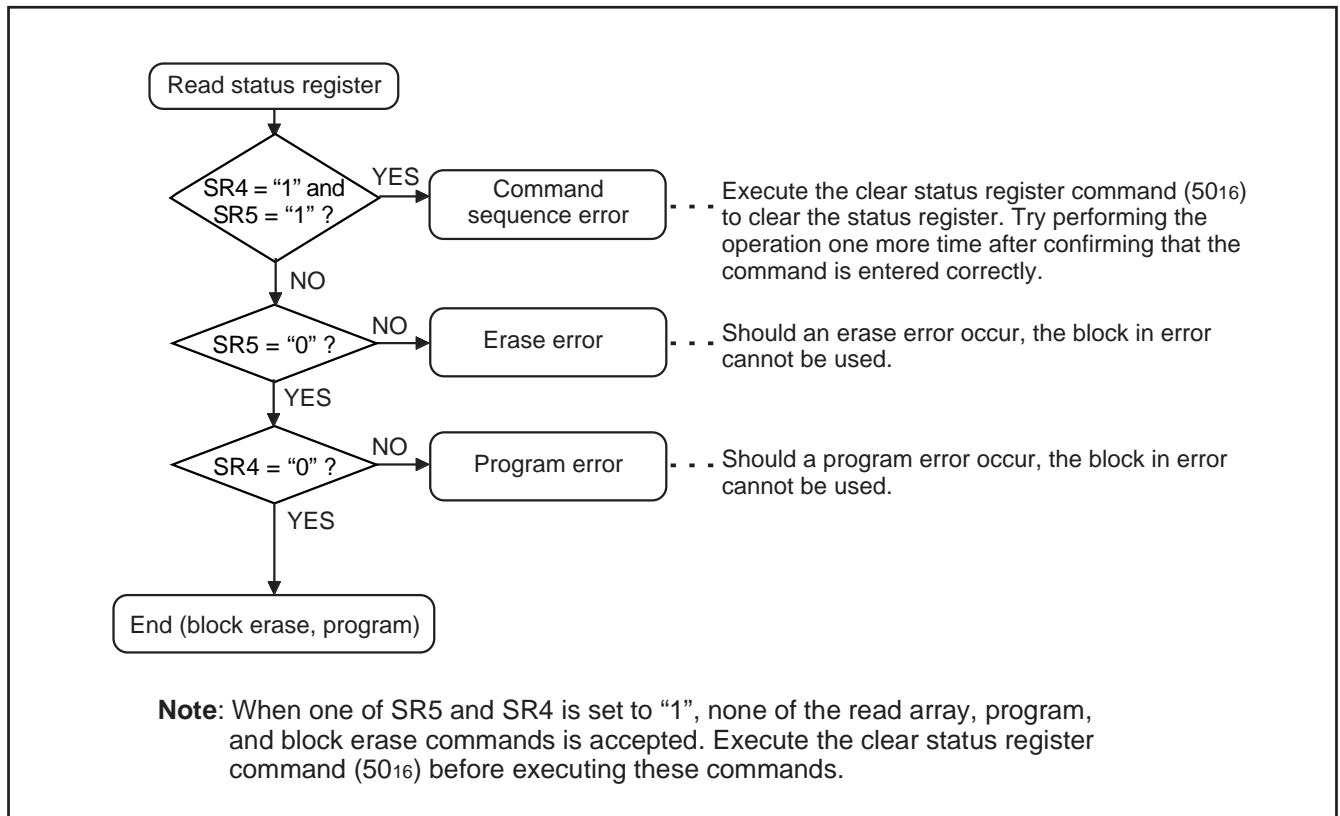 Read status register
SR4 = “1” and
SR5 = “1” ?
YES
Command
sequence error
Execute the clear status register command (5016)
to clear the status register. Try performing the
operation one more time after confirming that the
command is entered correctly.
NO
SR5 = “0” ?
NO
Erase error
Should an erase error occur, the block in error
cannot be used.
YES
SR4 = “0” ?
NO
Program error
Should a program error occur, the block in error
cannot be used.
YES
End (block erase, program)
Note: When one of SR5 and SR4 is set to “1”, none of the read array, program,
and block erase commands is accepted. Execute the clear status register
command (5016) before executing these commands.